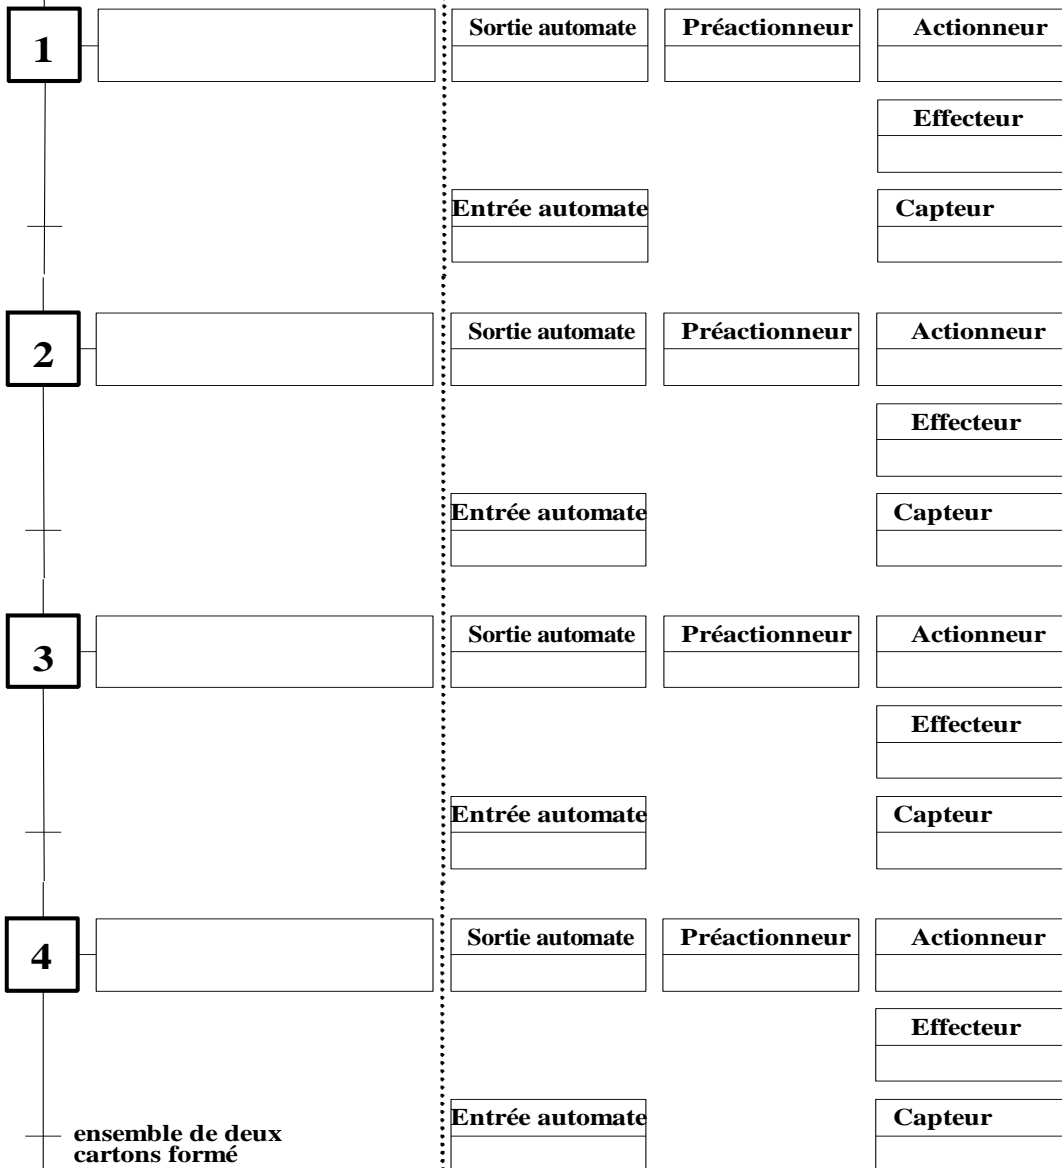 1
Sortie automate
Préactionneur
Actionneur
Effecteur
Entrée automate
Capteur
2
Sortie automate
Préactionneur
Actionneur
Effecteur
Entrée automate
Capteur
3
Sortie automate
Préactionneur
Actionneur
Effecteur
Entrée automate
Capteur
4
Sortie automate
Préactionneur
Actionneur
Effecteur
Entrée automate
Capteur
ensemble de deux
cartons formé